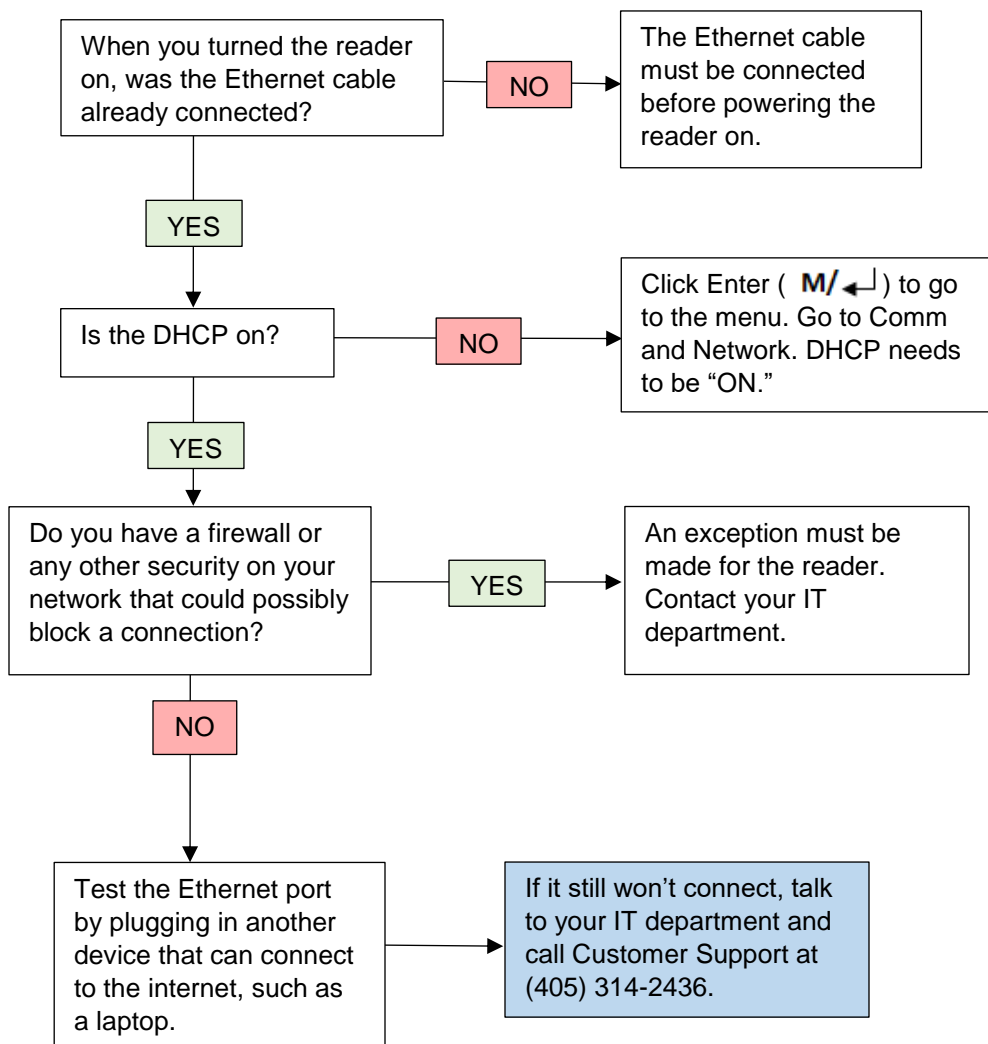 When you turned the reader
on, was the Ethernet cable
already connected?
NO
The Ethernet cable
must be connected
before powering the
reader on.
YES
Is the DHCP on?
NO
Click Enter ( M/↵ ) to go
to the menu. Go to Comm
and Network. DHCP needs
to be “ON.”
YES
Do you have a firewall or
any other security on your
network that could possibly
block a connection?
YES
An exception must be
made for the reader.
Contact your IT
department.
NO
Test the Ethernet port
by plugging in another
device that can connect
to the internet, such as
a laptop.
If it still won’t connect, talk
to your IT department and
call Customer Support at
(405) 314-2436.